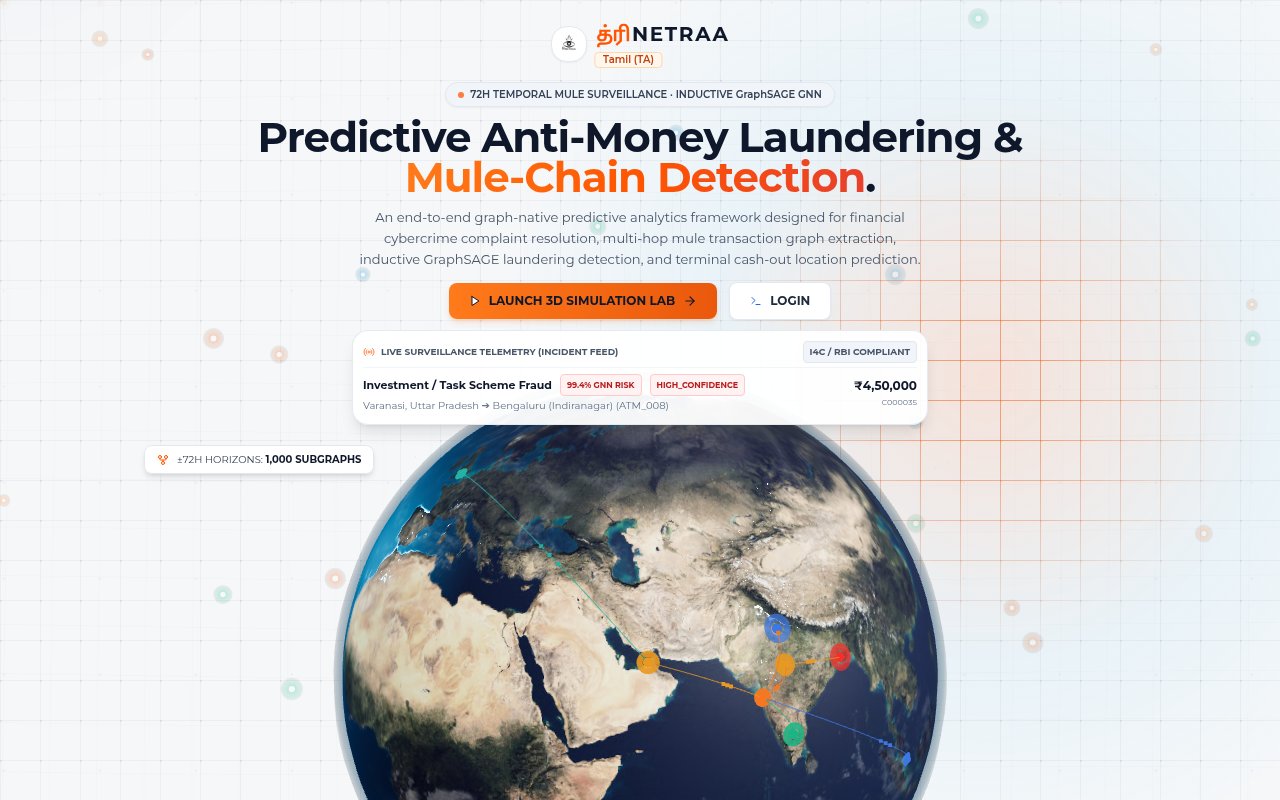 த்ரிNETRAA
Tamil (TA)
72H TEMPORAL MULE SURVEILLANCE · INDUCTIVE GraphSAGE GNN
Predictive Anti-Money Laundering &
Mule-Chain Detection.
An end-to-end graph-native predictive analytics framework designed for financial
cybercrime complaint resolution, multi-hop mule transaction graph extraction,
inductive GraphSAGE laundering detection, and terminal cash-out location prediction.
LAUNCH 3D SIMULATION LAB →
LOGIN
LIVE SURVEILLANCE TELEMETRY (INCIDENT FEED)
I4C / RBI COMPLIANT
Investment / Task Scheme Fraud 99.4% GNN RISK HIGH_CONFIDENCE ₹4,50,000
Varanasi, Uttar Pradesh ➔ Bengaluru (Indiranagar) (ATM_008) C000035
±72H HORIZONS: 1,000 SUBGRAPHS